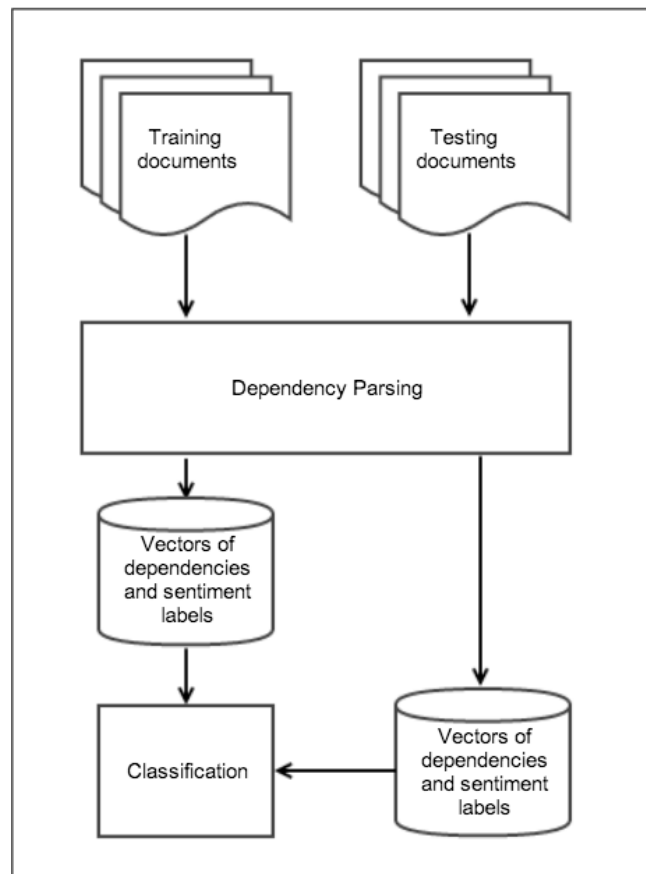 Training
documents
Testing
documents
Dependency Parsing
Vectors of
dependencies
and sentiment
labels
Classification
Vectors of
dependencies
and sentiment
labels